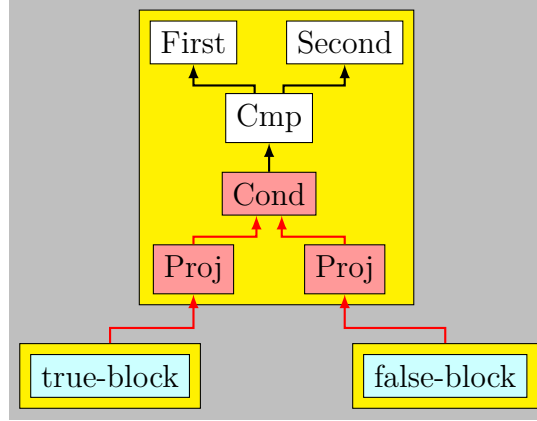 First
Second
Cmp
Cond
Proj
Proj
true-block
false-block